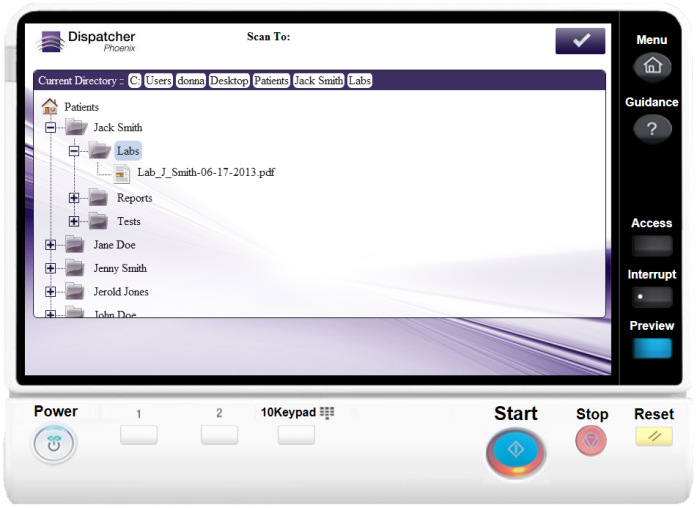 Dispatcher
Phoenix
Scan To:
Menu
Current Directory :: C: Users donna Desktop Patients Jack Smith Labs
Patients
Guidance
?
Jack Smith
Labs
Lab_J_Smith-06-17-2013.pdf
Reports
Tests
Access
Jane Doe
Jenny Smith
Interrupt
Jerold Jones
John Doe
Preview
Power
1
2
10Keypad
Start
Stop
Reset